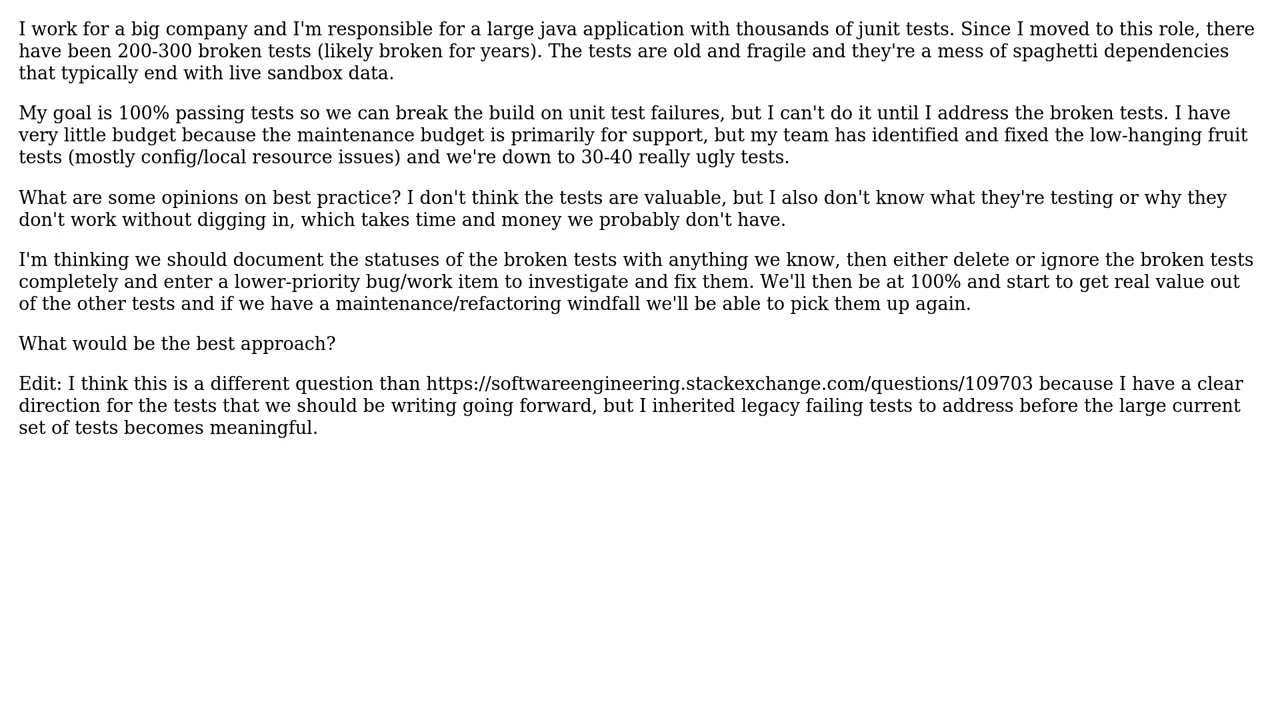 I work for a big company and I'm responsible for a large java application with thousands of junit tests. Since I moved to this role, there
have been 200-300 broken tests (likely broken for years). The tests are old and fragile and they're a mess of spaghetti dependencies
that typically end with live sandbox data.
My goal is 100% passing tests so we can break the build on unit test failures, but I can't do it until I address the broken tests. I have
very little budget because the maintenance budget is primarily for support, but my team has identified and fixed the low-hanging fruit
tests (mostly config/local resource issues) and we're down to 30-40 really ugly tests.
What are some opinions on best practice? I don't think the tests are valuable, but I also don't know what they're testing or why they
don't work without digging in, which takes time and money we probably don't have.
I'm thinking we should document the statuses of the broken tests with anything we know, then either delete or ignore the broken tests
completely and enter a lower-priority bug/work item to investigate and fix them. We'll then be at 100% and start to get real value out
of the other tests and if we have a maintenance/refactoring windfall we'll be able to pick them up again.
What would be the best approach?
Edit: I think this is a different question than https://softwareengineering.stackexchange.com/questions/109703 because I have a clear
direction for the tests that we should be writing going forward, but I inherited legacy failing tests to address before the large current
set of tests becomes meaningful.